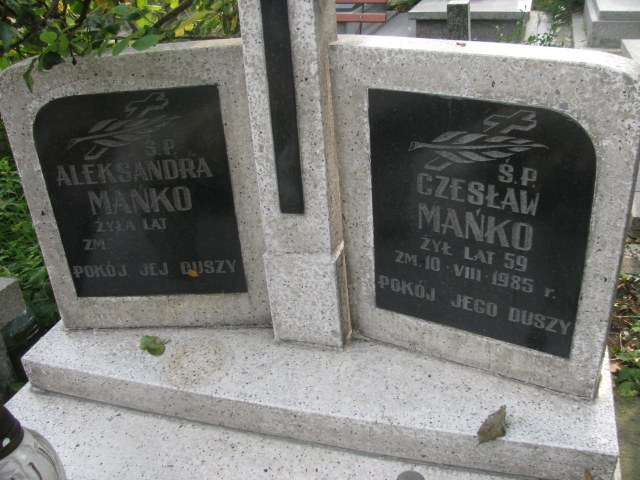 Ś.P.
ALEKSANDRA
MAŃKO
ŻYŁA LAT
ZM.
POKÓJ JEJ DUSZY
Ś.P.
CZESŁAW
MAŃKO
ŻYŁ LAT 59
ZM. 10 VIII 1985 r.
POKÓJ JEGO DUSZY